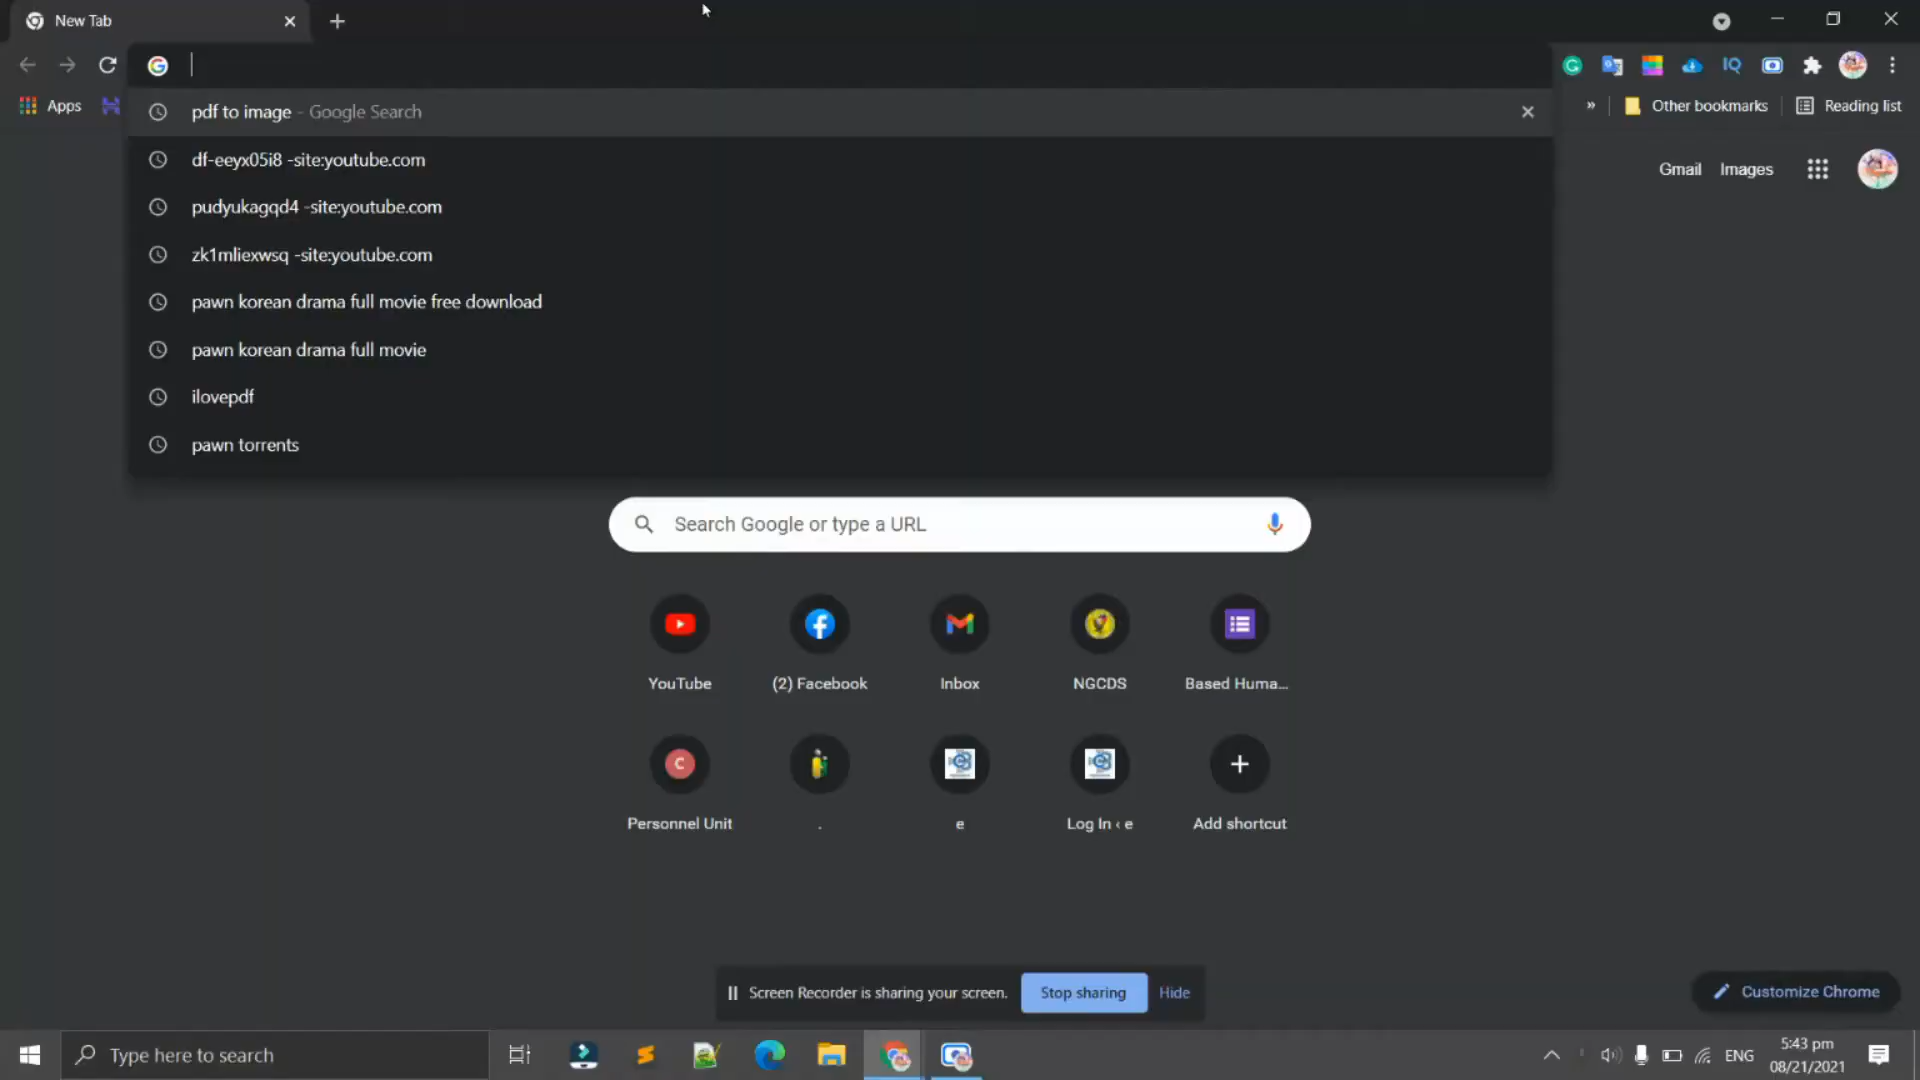 New Tab
Apps
Other bookmarks
Reading list
pdf to image - Google Search
df-eeyx05i8 -site:youtube.com
pudyukagqd4 -site:youtube.com
zk1mliexwsq -site:youtube.com
pawn korean drama full movie free download
pawn korean drama full movie
ilovepdf
pawn torrents
Gmail Images
Search Google or type a URL
YouTube
(2) Facebook
Inbox
NGCDS
Based Huma...
Personnel Unit
.
e
Log In ‹ e
Add shortcut
Screen Recorder is sharing your screen.
Stop sharing
Hide
Customize Chrome
Type here to search
ENG
5:43 pm
08/21/2021